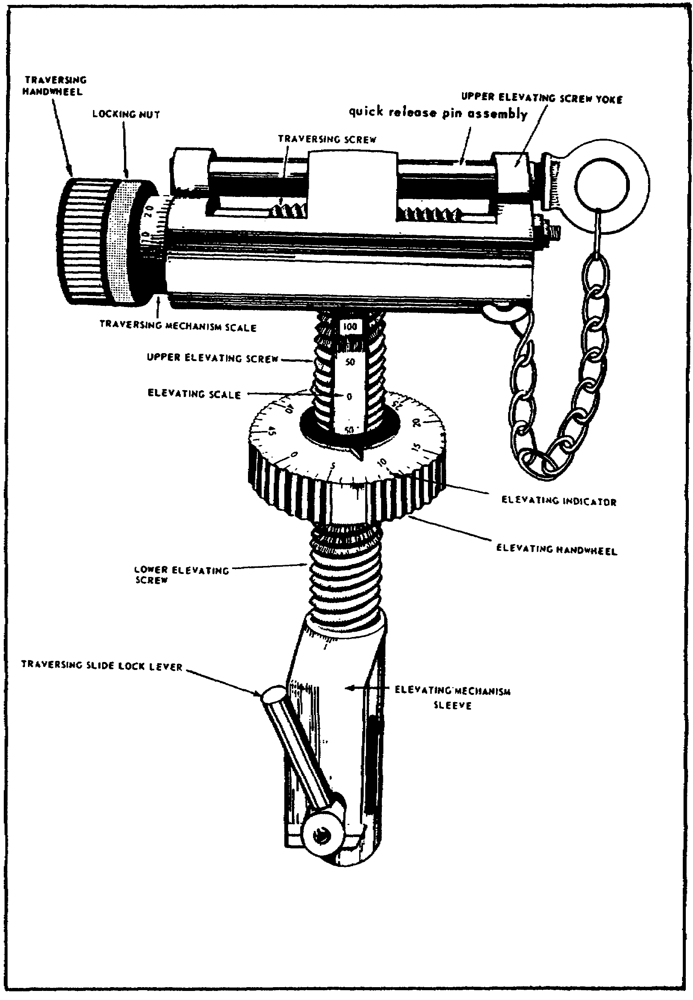 TRAVERSING
HANDWHEEL
LOCKING NUT
UPPER ELEVATING SCREW YOKE
quick release pin assembly
TRAVERSING SCREW
20
10
TRAVERSING MECHANISM SCALE
100
UPPER ELEVATING SCREW
50
ELEVATING SCALE
0
50
40
45
0
5
10
15
20
25
ELEVATING INDICATOR
ELEVATING HANDWHEEL
LOWER ELEVATING
SCREW
TRAVERSING SLIDE LOCK LEVER
ELEVATING MECHANISM
SLEEVE